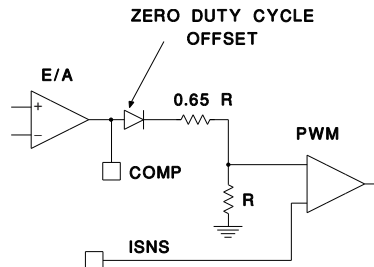 ZERO DUTY CYCLE
OFFSET
E/A
0.65 R
+
−
PWM
COMP
R
ISNS